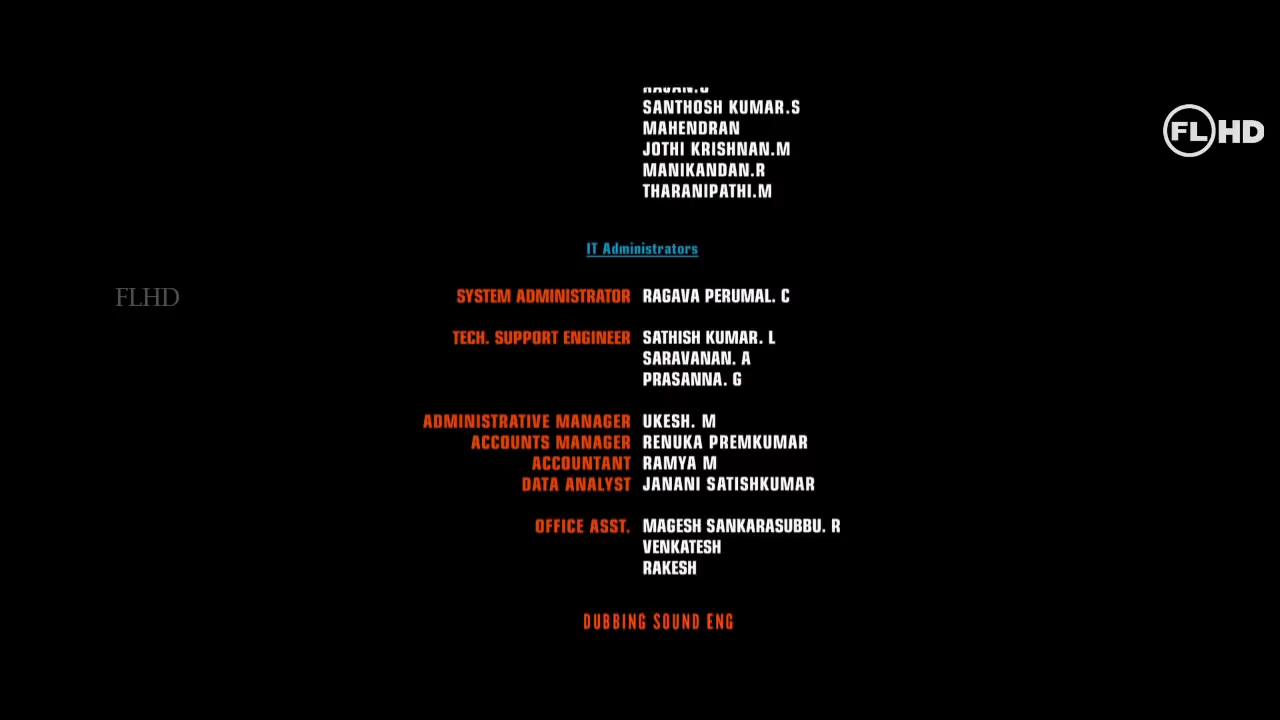 SANTHOSH KUMAR.S
MAHENDRAN
FLHD
JOTHI KRISHNAN.M
MANIKANDAN.R
THARANIPATHI.M
IT Administrators
FLHD
SYSTEM ADMINISTRATOR RAGAVA PERUMAL. C
TECH. SUPPORT ENGINEER SATHISH KUMAR. L
SARAVANAN. A
PRASANNA. G
ADMINISTRATIVE MANAGER UKESH. M
ACCOUNTS MANAGER RENUKA PREMKUMAR
ACCOUNTANT RAMYA M
DATA ANALYST JANANI SATISHKUMAR
OFFICE ASST. MAGESH SANKARASUBBU. R
VENKATESH
RAKESH
DUBBING SOUND ENG